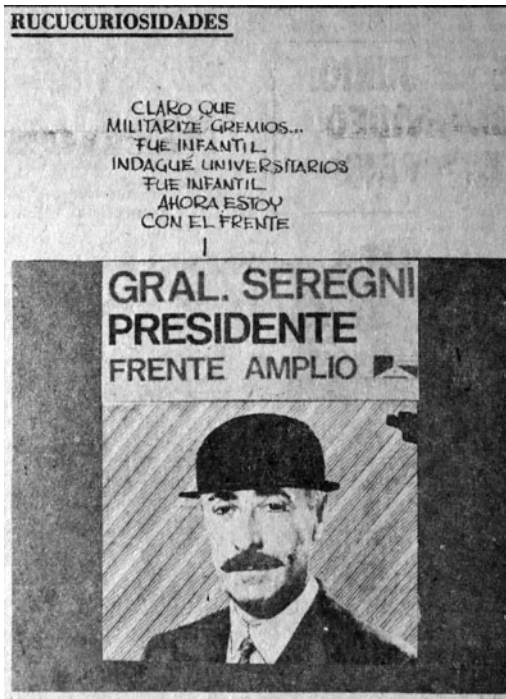 RUCUCURIOSIDADES
CLARO QUE
MILITARIZÉ GREMIOS...
FUE INFANTIL
INDAGUÉ UNIVERSITARIOS
FUE INFANTIL
AHORA ESTOY
CON EL FRENTE
GRAL. SEREGNI
PRESIDENTE
FRENTE AMPLIO